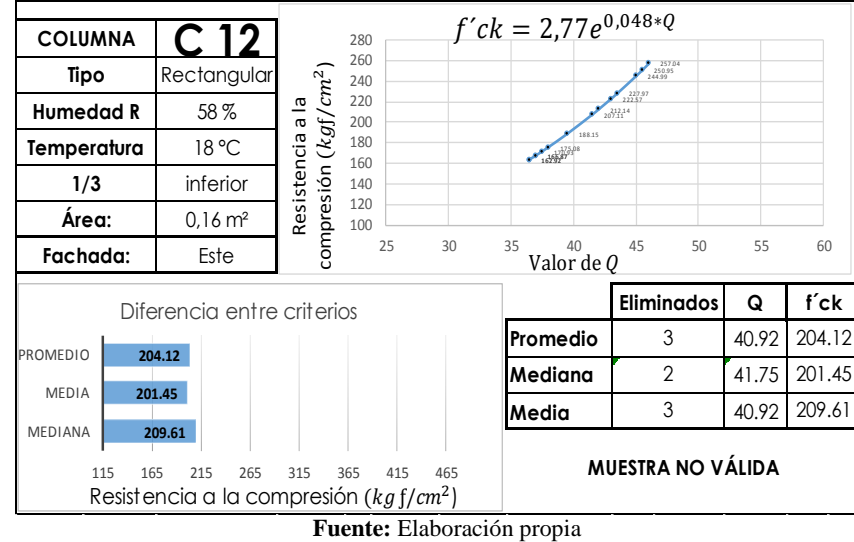 COLUMNA C 12
Tipo Rectangular
Humedad R 58 %
Temperatura 18 °C
1/3 inferior
Área: 0,16 m²
Fachada: Este
f´ck = 2,77e^{0,048*Q}
Resistencia a la
compresión (kgf/cm²)
280
260
240
220
200
180
160
140
120
100
257.04
250.95
244.99
227.97
222.57
212.14
207.11
188.15
175.08
162.92
25 30 35 40 45 50 55 60
Valor de Q
Diferencia entre criterios
PROMEDIO 204.12
MEDIA 201.45
MEDIANA 209.61
115 165 215 265 315 365 415 465
Resistencia a la compresión (kgf/cm²)
Eliminados Q f´ck
Promedio 3 40.92 204.12
Mediana 2 41.75 201.45
Media 3 40.92 209.61
MUESTRA NO VÁLIDA
Fuente: Elaboración propia